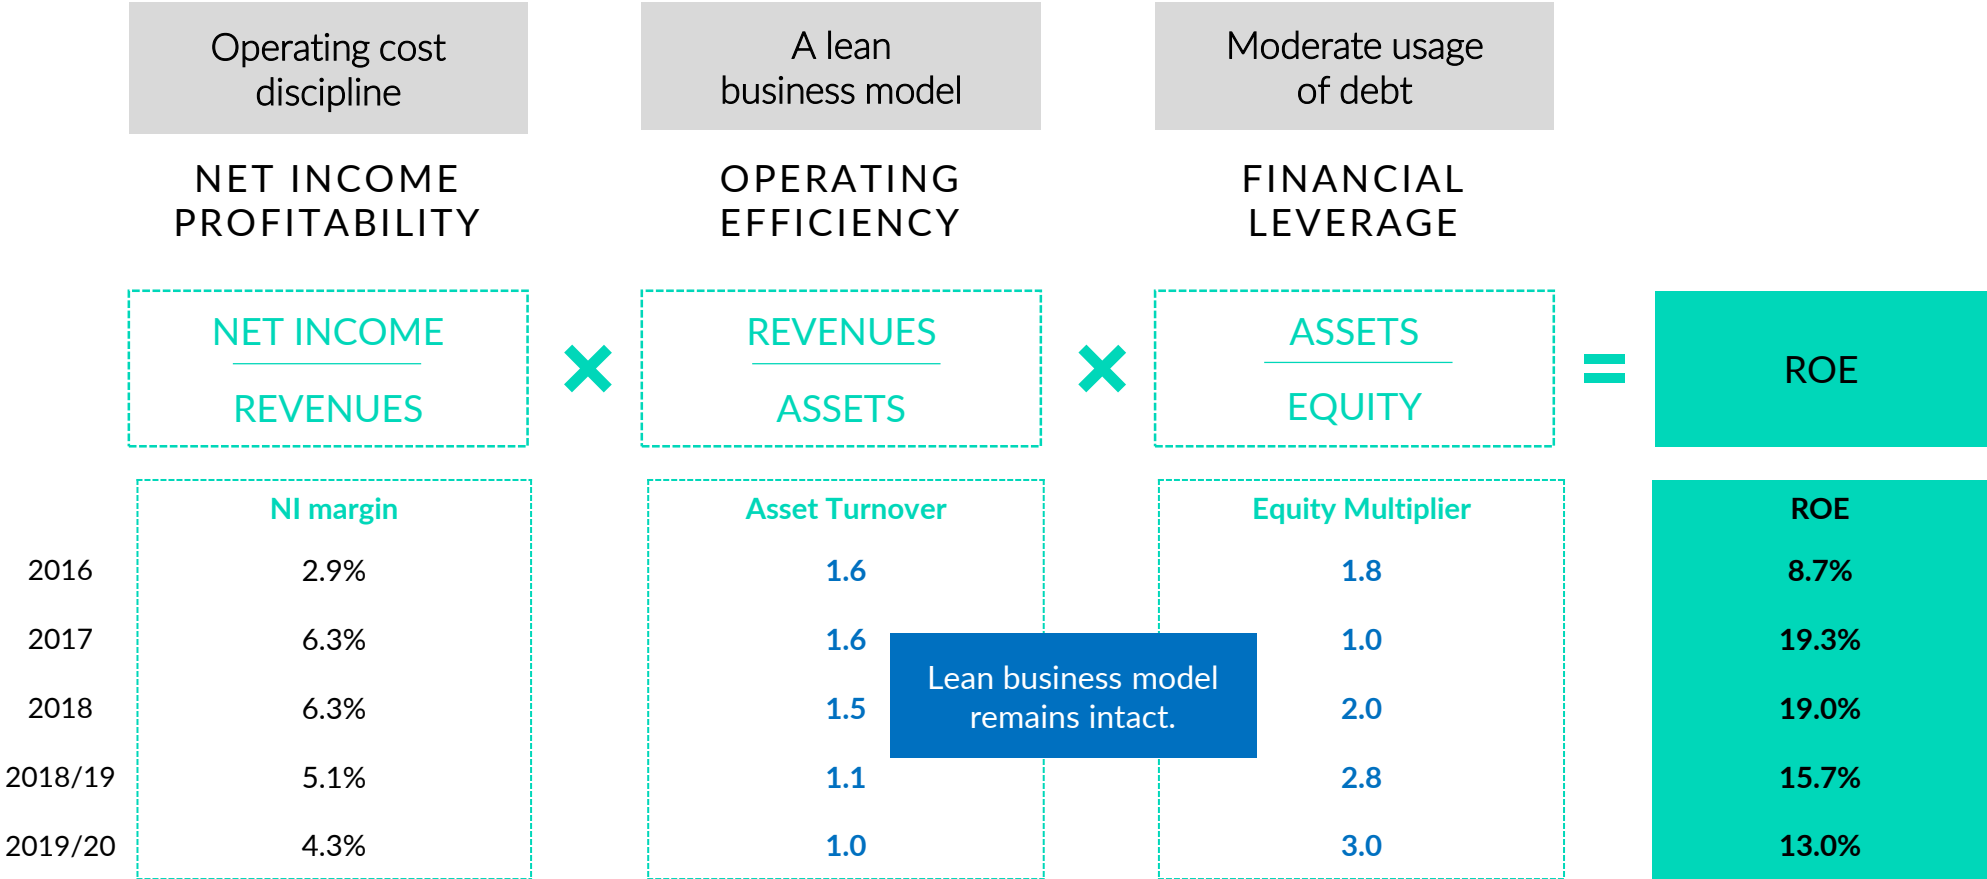 Operating cost
discipline
A lean
business model
Moderate usage
of debt
NET INCOME
PROFITABILITY
OPERATING
EFFICIENCY
FINANCIAL
LEVERAGE
NET INCOME
REVENUES
×
REVENUES
ASSETS
×
ASSETS
EQUITY
=
ROE
NI margin Asset Turnover Equity Multiplier ROE
2016 2.9% 1.6 1.8 8.7%
2017 6.3% 1.6 1.0 19.3%
Lean business model
remains intact.
2018 6.3% 1.5 2.0 19.0%
2018/19 5.1% 1.1 2.8 15.7%
2019/20 4.3% 1.0 3.0 13.0%